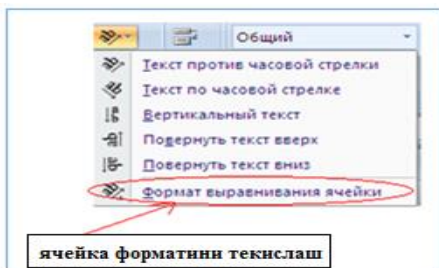 Общий
Текст против часовой стрелки
Текст по часовой стрелке
Вертикальный текст
Повернуть текст вверх
Повернуть текст вниз
Формат выравнивания ячейки
ячейка форматини текислаш